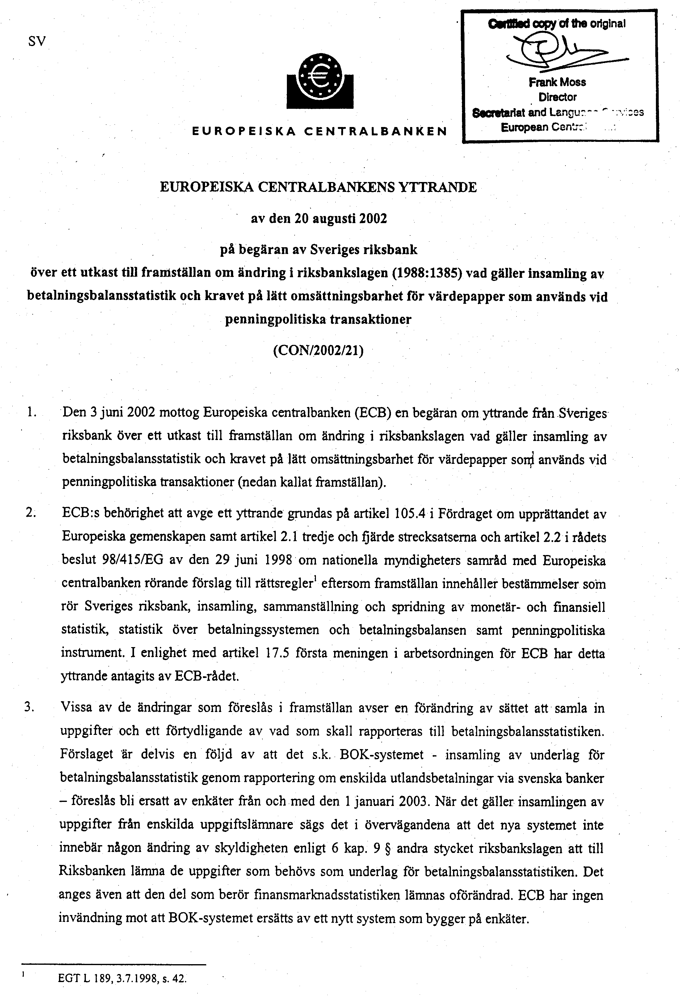 SV
Certified copy of the original
Frank Moss
Director
Secretariat and
European
EUROPEISKA CENTRALBANKEN
EUROPEISKA CENTRALBANKENS YTTRANDE
av den 20 augusti 2002
på begäran av Sveriges riksbank
över ett utkast till framställan om ändring i riksbankslagen (1988:1385) vad gäller insamling av
betalningsbalansstatistik och kravet på lätt omsättningsbarhet för värdepapper som används vid
penningpolitiska transaktioner
(CON/2002/21)
1. Den 3 juni 2002 mottog Europeiska centralbanken (ECB) en begäran om yttrande från Sveriges
riksbank över ett utkast till framställan om ändring i riksbankslagen vad gäller insamling av
betalningsbalansstatistik och kravet på lätt omsättningsbarhet för värdepapper som används vid
penningpolitiska transaktioner (nedan kallat framställan).
2. ECB:s behörighet att avge ett yttrande grundas på artikel 105.4 i Fördraget om upprättandet av
Europeiska gemenskapen samt artikel 2.1 tredje och fjärde strecksatserna och artikel 2.2 i rådets
beslut 98/415/EG av den 29 juni 1998 om nationella myndigheters samråd med Europeiska
centralbanken rörande förslag till rättsregler¹ eftersom framställan innehåller bestämmelser som
rör Sveriges riksbank, insamling, sammanställning och spridning av monetär- och finansiell
statistik, statistik över betalningssystemen och betalningsbalansen samt penningpolitiska
instrument. I enlighet med artikel 17.5 första meningen i arbetsordningen för ECB har detta
yttrande antagits av ECB-rådet.
3. Vissa av de ändringar som föreslås i framställan avser en förändring av sättet att samla in
uppgifter och ett förtydligande av vad som skall rapporteras till betalningsbalansstatistiken.
Förslaget är delvis en följd av att det s.k. BOK-systemet - insamling av underlag för
betalningsbalansstatistik genom rapportering om enskilda utlandsbetalningar via svenska banker
– föreslås bli ersatt av enkäter från och med den 1 januari 2003. När det gäller insamlingen av
uppgifter från enskilda uppgiftslämnare sägs det i övervägandena att det nya systemet inte
innebär någon ändring av skyldigheten enligt 6 kap. 9 § andra stycket riksbankslagen att till
Riksbanken lämna de uppgifter som behövs som underlag för betalningsbalansstatistiken. Det
anges även att den del som berör finansmarknadsstatistiken lämnas oförändrad. ECB har ingen
invändning mot att BOK-systemet ersätts av ett nytt system som bygger på enkäter.
¹ EGT L 189, 3.7.1998, s. 42.